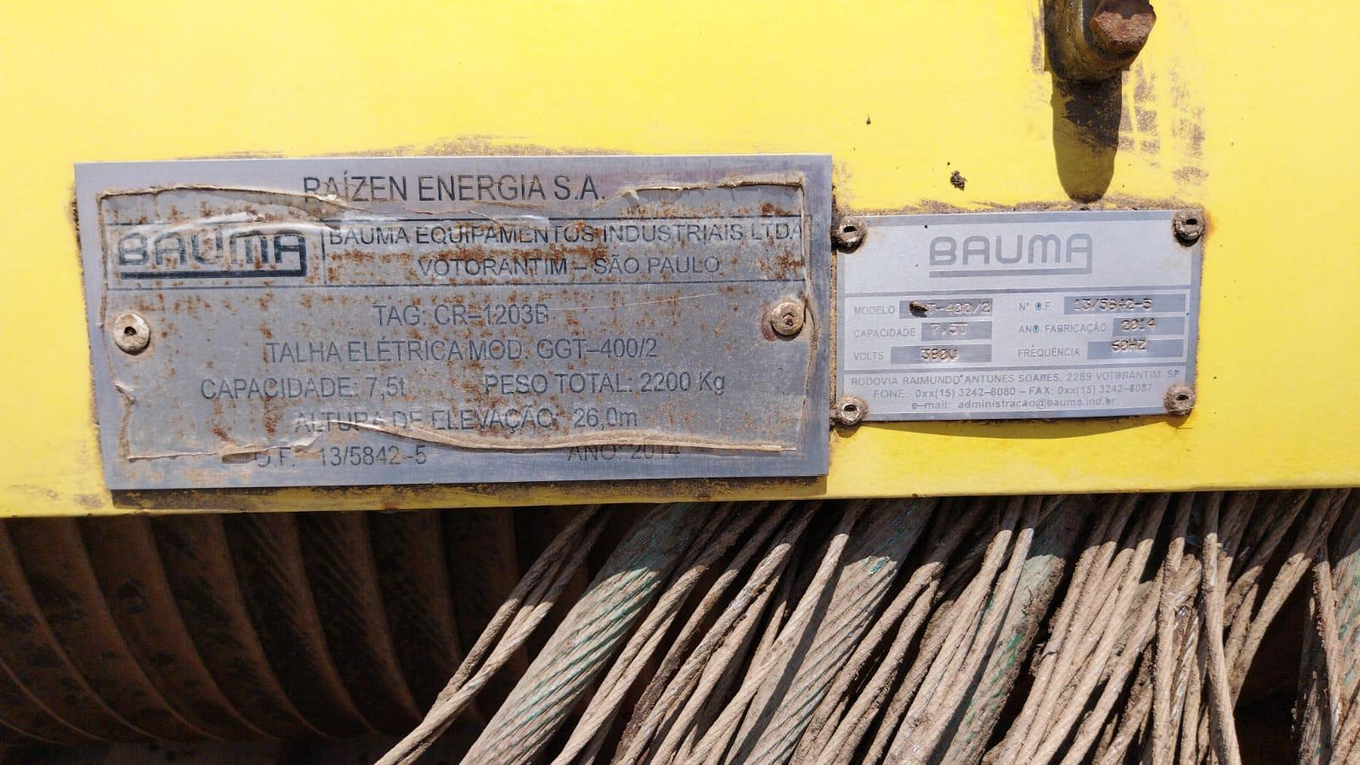 RAÍZEN ENERGIA S.A.
BAUMA
BAUMA EQUIPAMENTOS INDUSTRIAIS LTDA
VOTORANTIM – SÃO PAULO
TAG: CR–1203B
TALHA ELÉTRICA MOD. GGT–400/2
CAPACIDADE: 7,5t PESO TOTAL: 2200 Kg
ALTURA DE ELEVAÇÃO: 26,0m
O F. 13/5842-5 ANO: 2014
BAUMA
MODELO T-400/2 Nº O.F. 13/5842-5
CAPACIDADE 7.5T ANO FABRICAÇÃO 2014
VOLTS 380V FREQUÊNCIA 60HZ
RODOVIA RAIMUNDO ANTUNES SOARES, 2289 VOTORANTIM-SP
FONE: 0xx(15) 3242–8080 – FAX: 0xx(15) 3242–8087
e–mail: administracao@bauma.ind.br